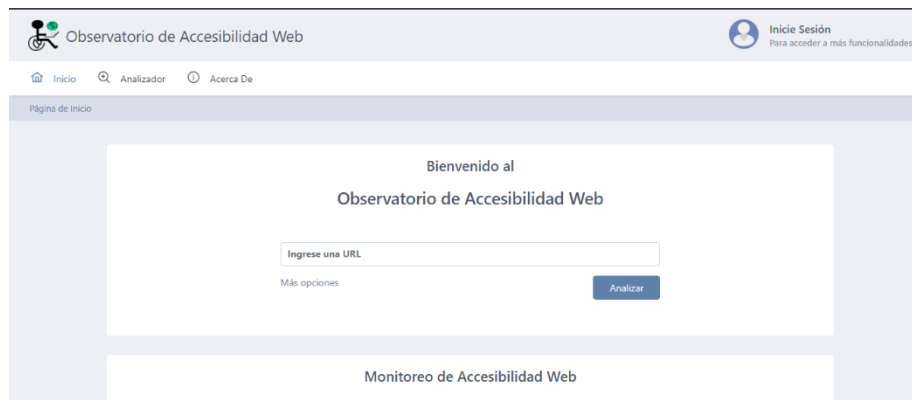 Observatorio de Accesibilidad Web
Inicie Sesión
Para acceder a más funcionalidades
Inicio
Analizador
Acerca De
Página de Inicio
Bienvenido al
Observatorio de Accesibilidad Web
Ingrese una URL
Más opciones
Analizar
Monitoreo de Accesibilidad Web